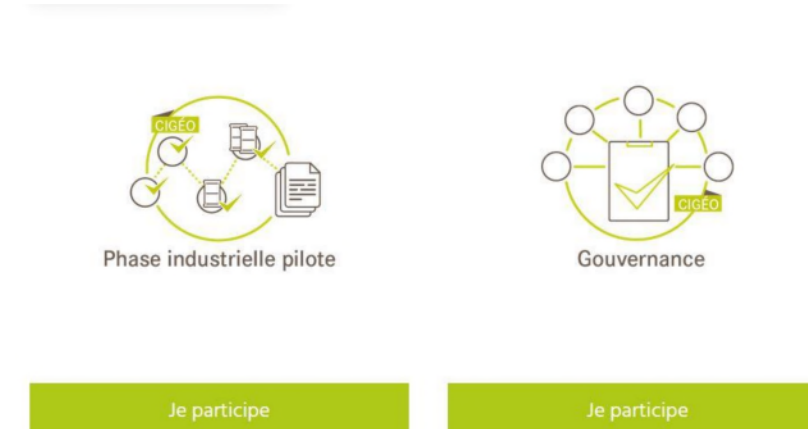 CIGÉO
Phase industrielle pilote
CIGÉO
Gouvernance
Je participe
Je participe